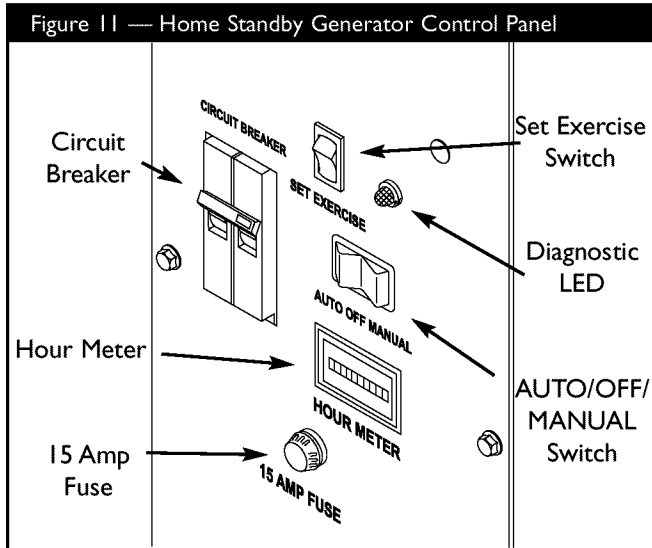 Figure 11 — Home Standby Generator Control Panel
Circuit
Breaker
CIRCUIT BREAKER
SET EXERCISE
Set Exercise
Switch
Diagnostic
LED
AUTO OFF MANUAL
Hour Meter
HOUR METER
AUTO/OFF/
MANUAL
Switch
15 Amp
Fuse
15 AMP FUSE